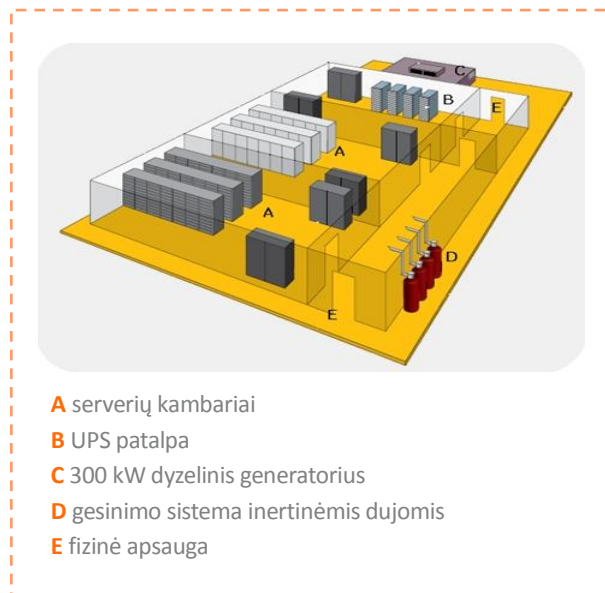 C
B
E
A
A
D
E
A serverių kambariai
B UPS patalpa
C 300 kW dyzelinis generatorius
D gesinimo sistema inertinėmis dujomis
E fizinė apsauga